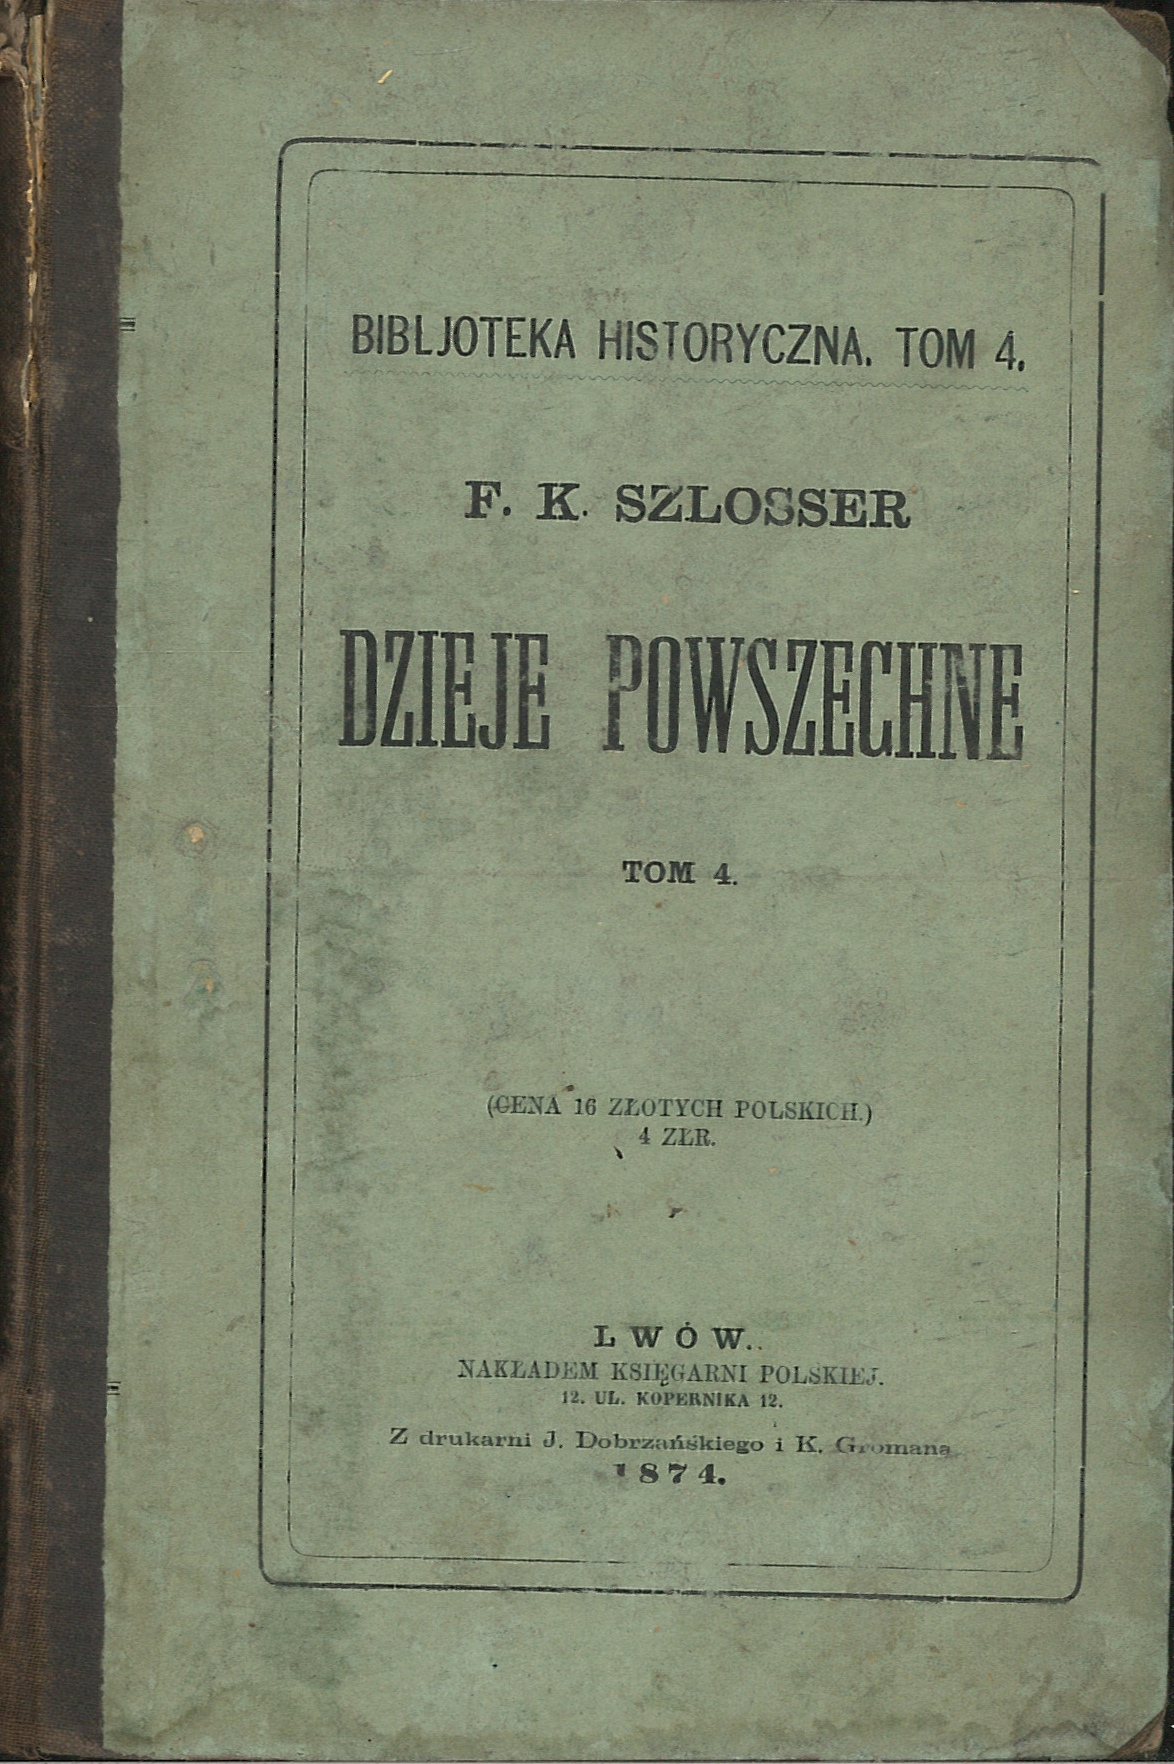 BIBLJOTEKA HISTORYCZNA. TOM 4.
F. K. SZLOSSER
DZIEJE POWSZECHNE
TOM 4.
(CENA 16 ZŁOTYCH POLSKICH.)
4 ZŁR.
LWÓW.
NAKŁADEM KSIĘGARNI POLSKIEJ.
12. UL. KOPERNIKA 12.
Z drukarni J. Dobrzańskiego i K. Gromana
1874.